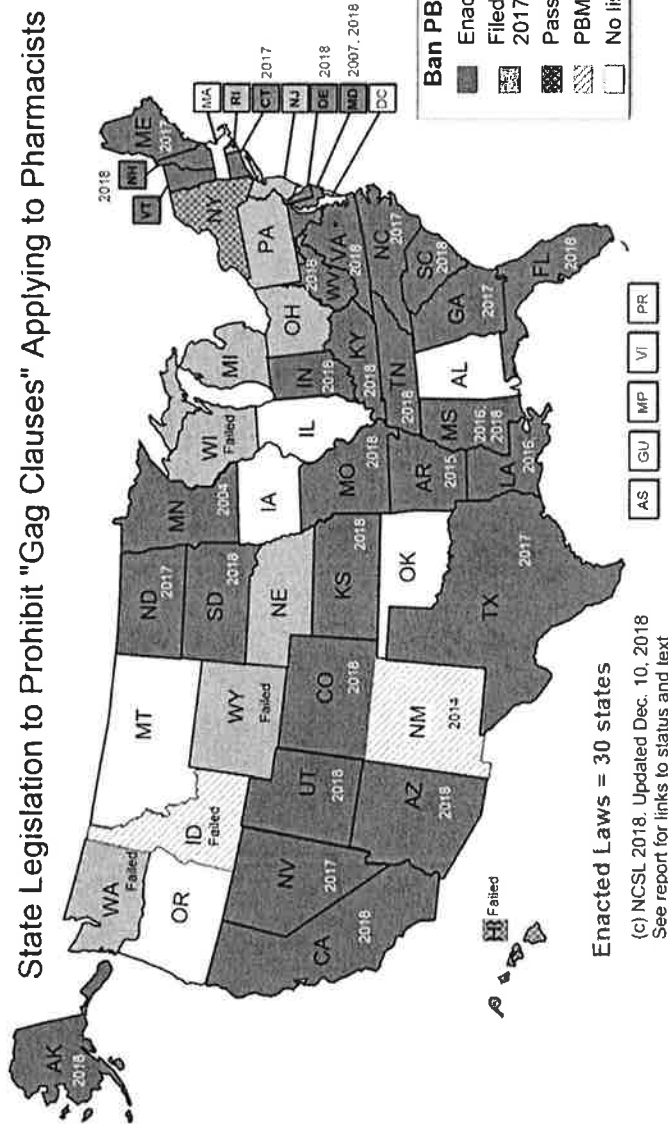 State Legislation to Prohibit "Gag Clauses" Applying to Pharmacists
AK
2018
WA
Failed
OR
ID
Failed
MT
WY
Failed
ND
2017
SD
2018
NE
MN
2004
IA
WI
Failed
MI
IL
IN
2018
OH
PA
NY
VT
NH
2018
ME
2017
MA
RI
CT
2017
NJ
DE
2018
MD
2007, 2018
DC
CA
2018
NV
2017
UT
2018
CO
2018
AZ
2018
NM
2014
KS
2018
OK
TX
2017
MO
2018
AR
2015
LA
2016
MS
2016,
2018
AL
TN
2018
KY
2018
WV
2018
VA*
2018
NC
2017
SC
2018
GA
2017
FL
2018
HI
Failed
AS
GU
MP
VI
PR
Enacted Laws = 30 states
(c) NCSL 2018. Updated Dec. 10, 2018
See report for links to status and text
Ban PB
Enac
Filed
2017
Pass
PBM
No lis